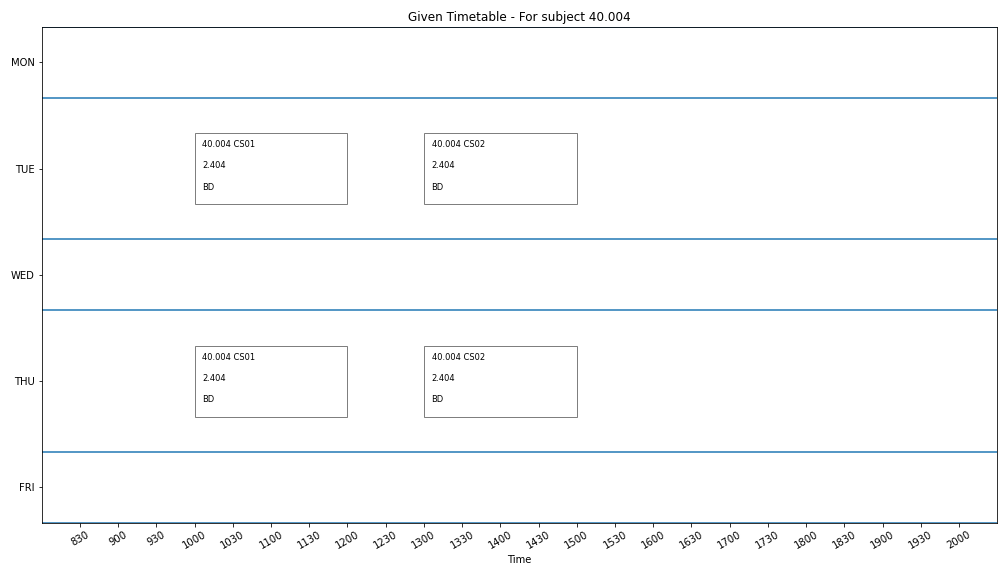 Given Timetable - For subject 40.004
MON
TUE
40.004 CS01
2.404
BD
40.004 CS02
2.404
BD
WED
THU
40.004 CS01
2.404
BD
40.004 CS02
2.404
BD
FRI
830 900 930 1000 1030 1100 1130 1200 1230 1300 1330 1400 1430 1500 1530 1600 1630 1700 1730 1800 1830 1900 1930 2000
Time